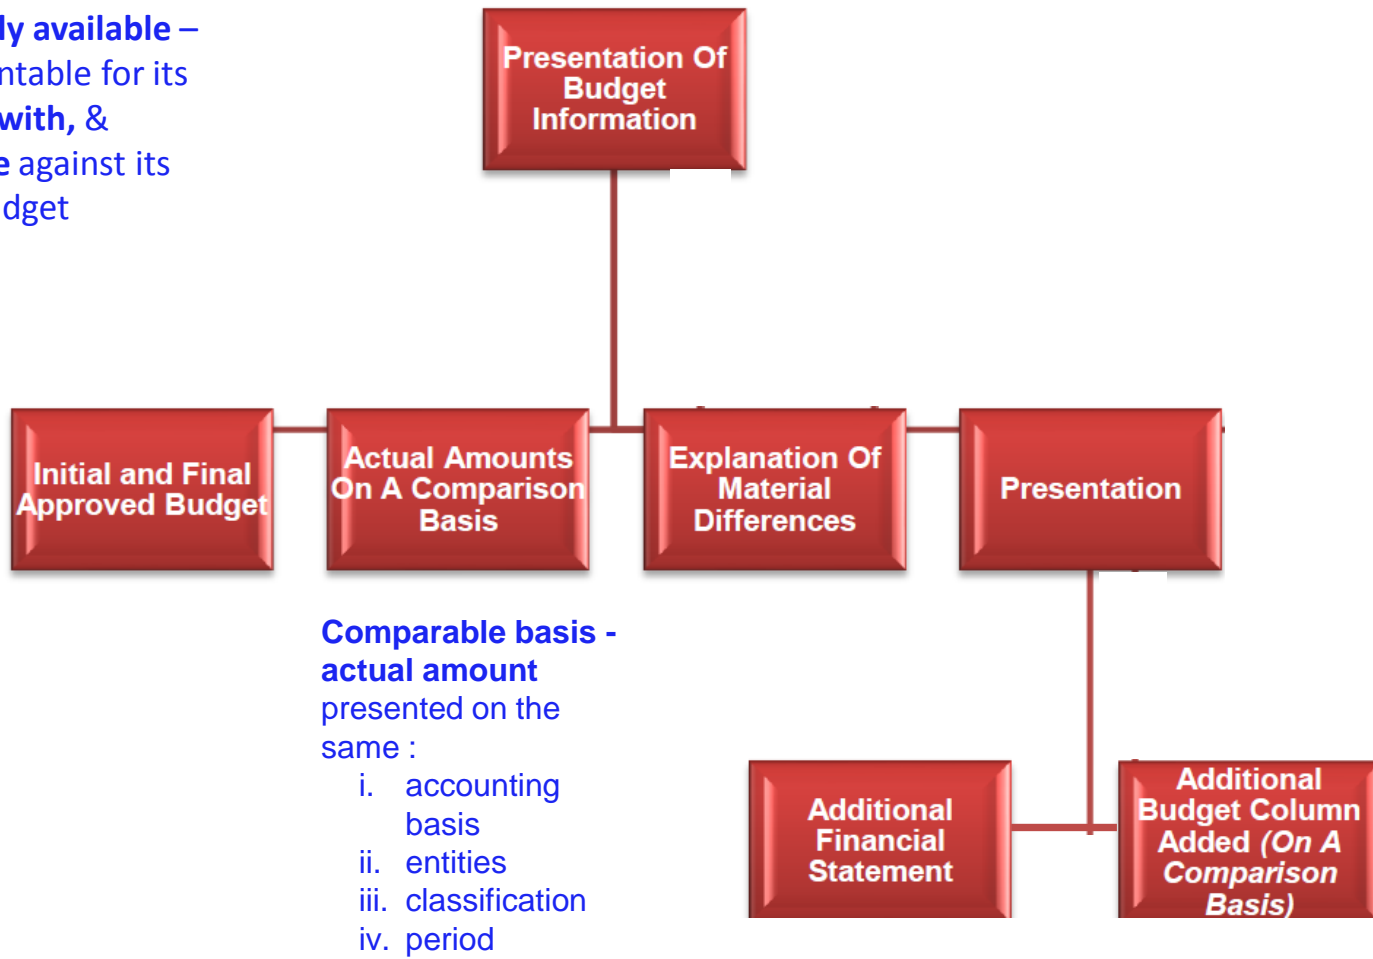 ly available –
ntable for its
with, &
e against its
dget
Presentation Of
Budget
Information
Initial and Final
Approved Budget
Actual Amounts
On A Comparison
Basis
Explanation Of
Material
Differences
Presentation
Comparable basis -
actual amount
presented on the
same :
i. accounting
basis
ii. entities
iii. classification
iv. period
Additional
Financial
Statement
Additional
Budget Column
Added (On A
Comparison
Basis)